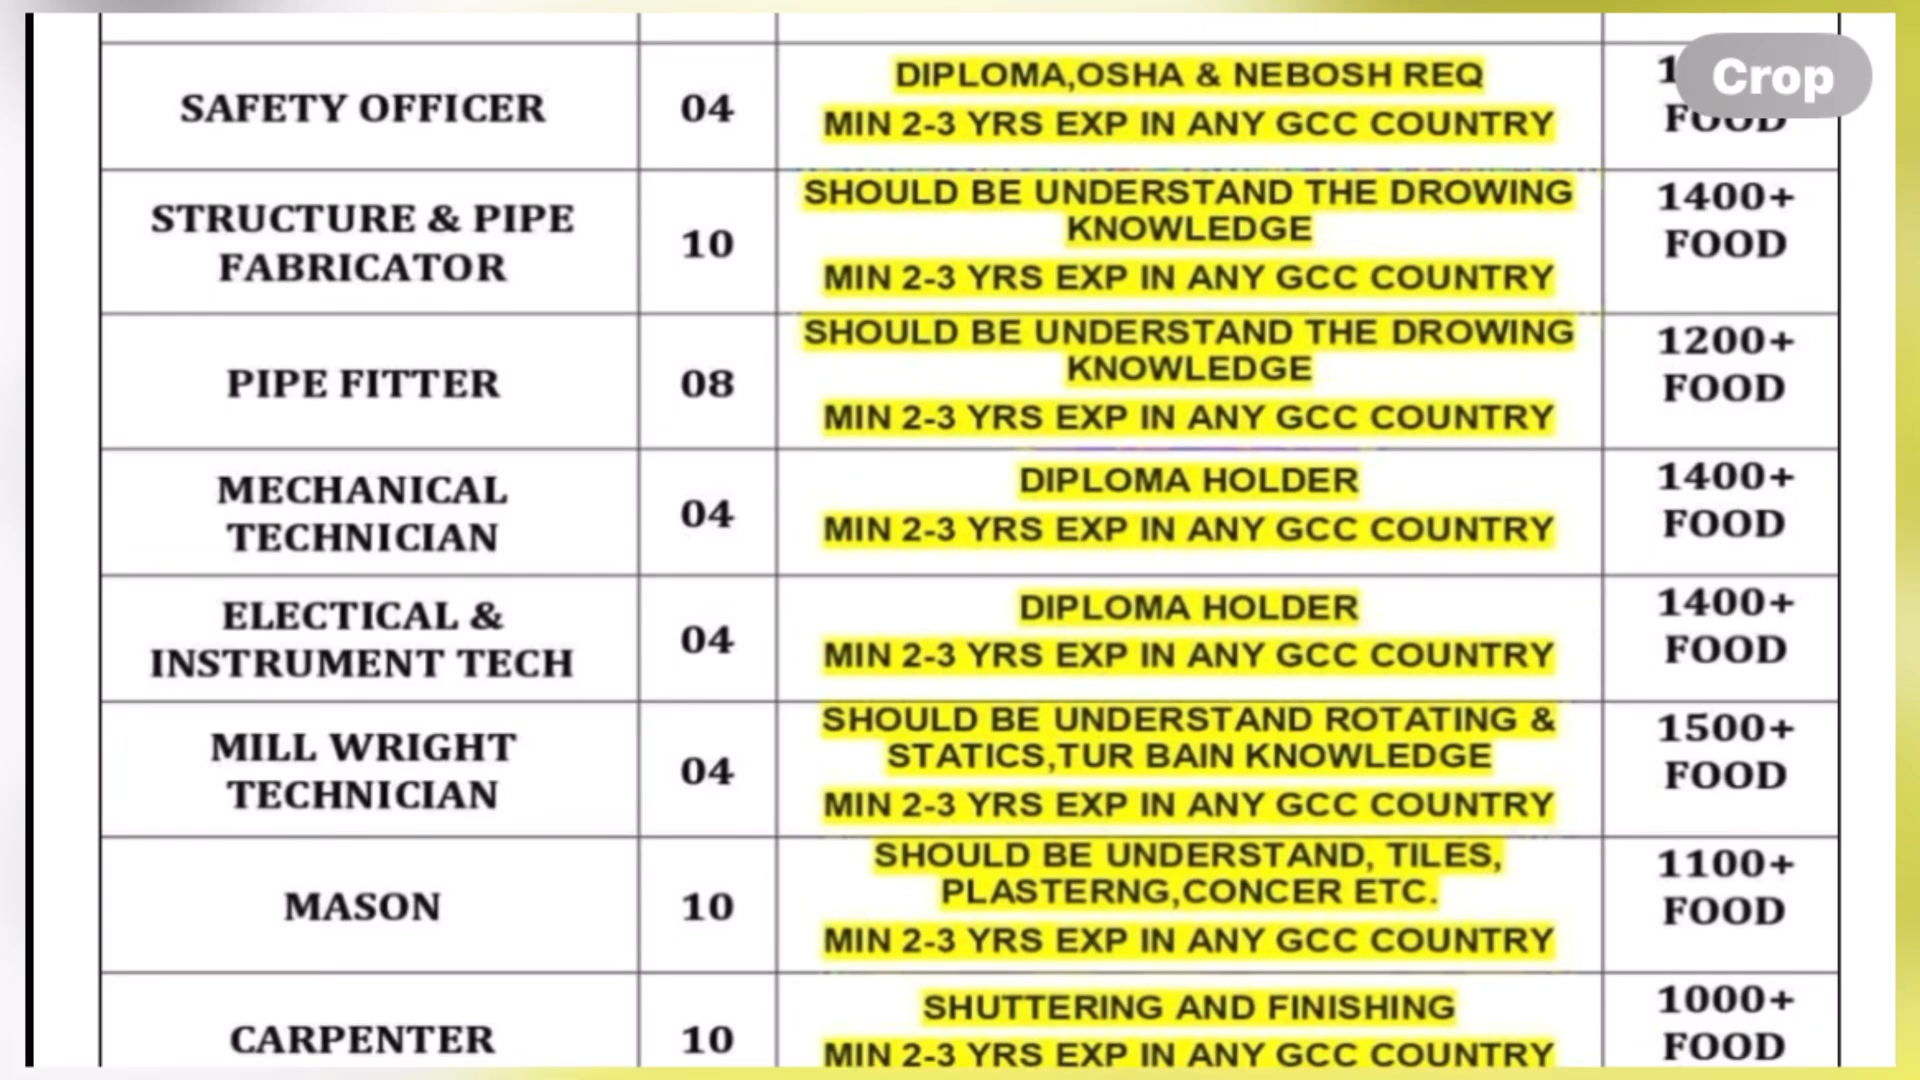 SAFETY OFFICER
04
DIPLOMA,OSHA & NEBOSH REQ
MIN 2-3 YRS EXP IN ANY GCC COUNTRY
FOOD
Crop
STRUCTURE & PIPE
FABRICATOR
10
SHOULD BE UNDERSTAND THE DROWING
KNOWLEDGE
MIN 2-3 YRS EXP IN ANY GCC COUNTRY
1400+
FOOD
PIPE FITTER
08
SHOULD BE UNDERSTAND THE DROWING
KNOWLEDGE
MIN 2-3 YRS EXP IN ANY GCC COUNTRY
1200+
FOOD
MECHANICAL
TECHNICIAN
04
DIPLOMA HOLDER
MIN 2-3 YRS EXP IN ANY GCC COUNTRY
1400+
FOOD
ELECTICAL &
INSTRUMENT TECH
04
DIPLOMA HOLDER
MIN 2-3 YRS EXP IN ANY GCC COUNTRY
1400+
FOOD
MILL WRIGHT
TECHNICIAN
04
SHOULD BE UNDERSTAND ROTATING &
STATICS,TUR BAIN KNOWLEDGE
MIN 2-3 YRS EXP IN ANY GCC COUNTRY
1500+
FOOD
MASON
10
SHOULD BE UNDERSTAND, TILES,
PLASTERNG,CONCER ETC.
MIN 2-3 YRS EXP IN ANY GCC COUNTRY
1100+
FOOD
CARPENTER
10
SHUTTERING AND FINISHING
MIN 2-3 YRS EXP IN ANY GCC COUNTRY
1000+
FOOD